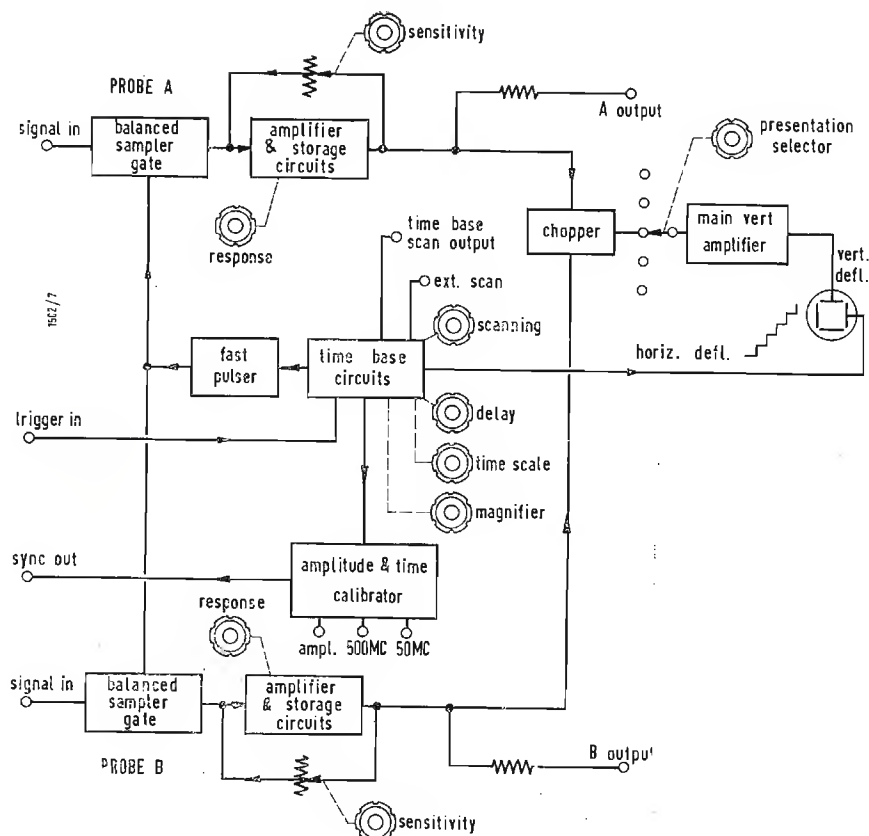 sensitivity
PROBE A
A output
signal in
balanced
sampler
gate
amplifier
& storage
circuits
presentation
selector
response
time base
scan output
chopper
main vert
amplifier
vert.
defl.
ext. scan
15C2/7
scanning
fast
pulser
time base
circuits
horiz. defl.
trigger in
delay
time scale
magnifier
sync out
amplitude & time
calibrator
response
ampl. 500MC 50MC
signal in
balanced
sampler
gate
amplifier
& storage
circuits
B output
PROBE B
sensitivity